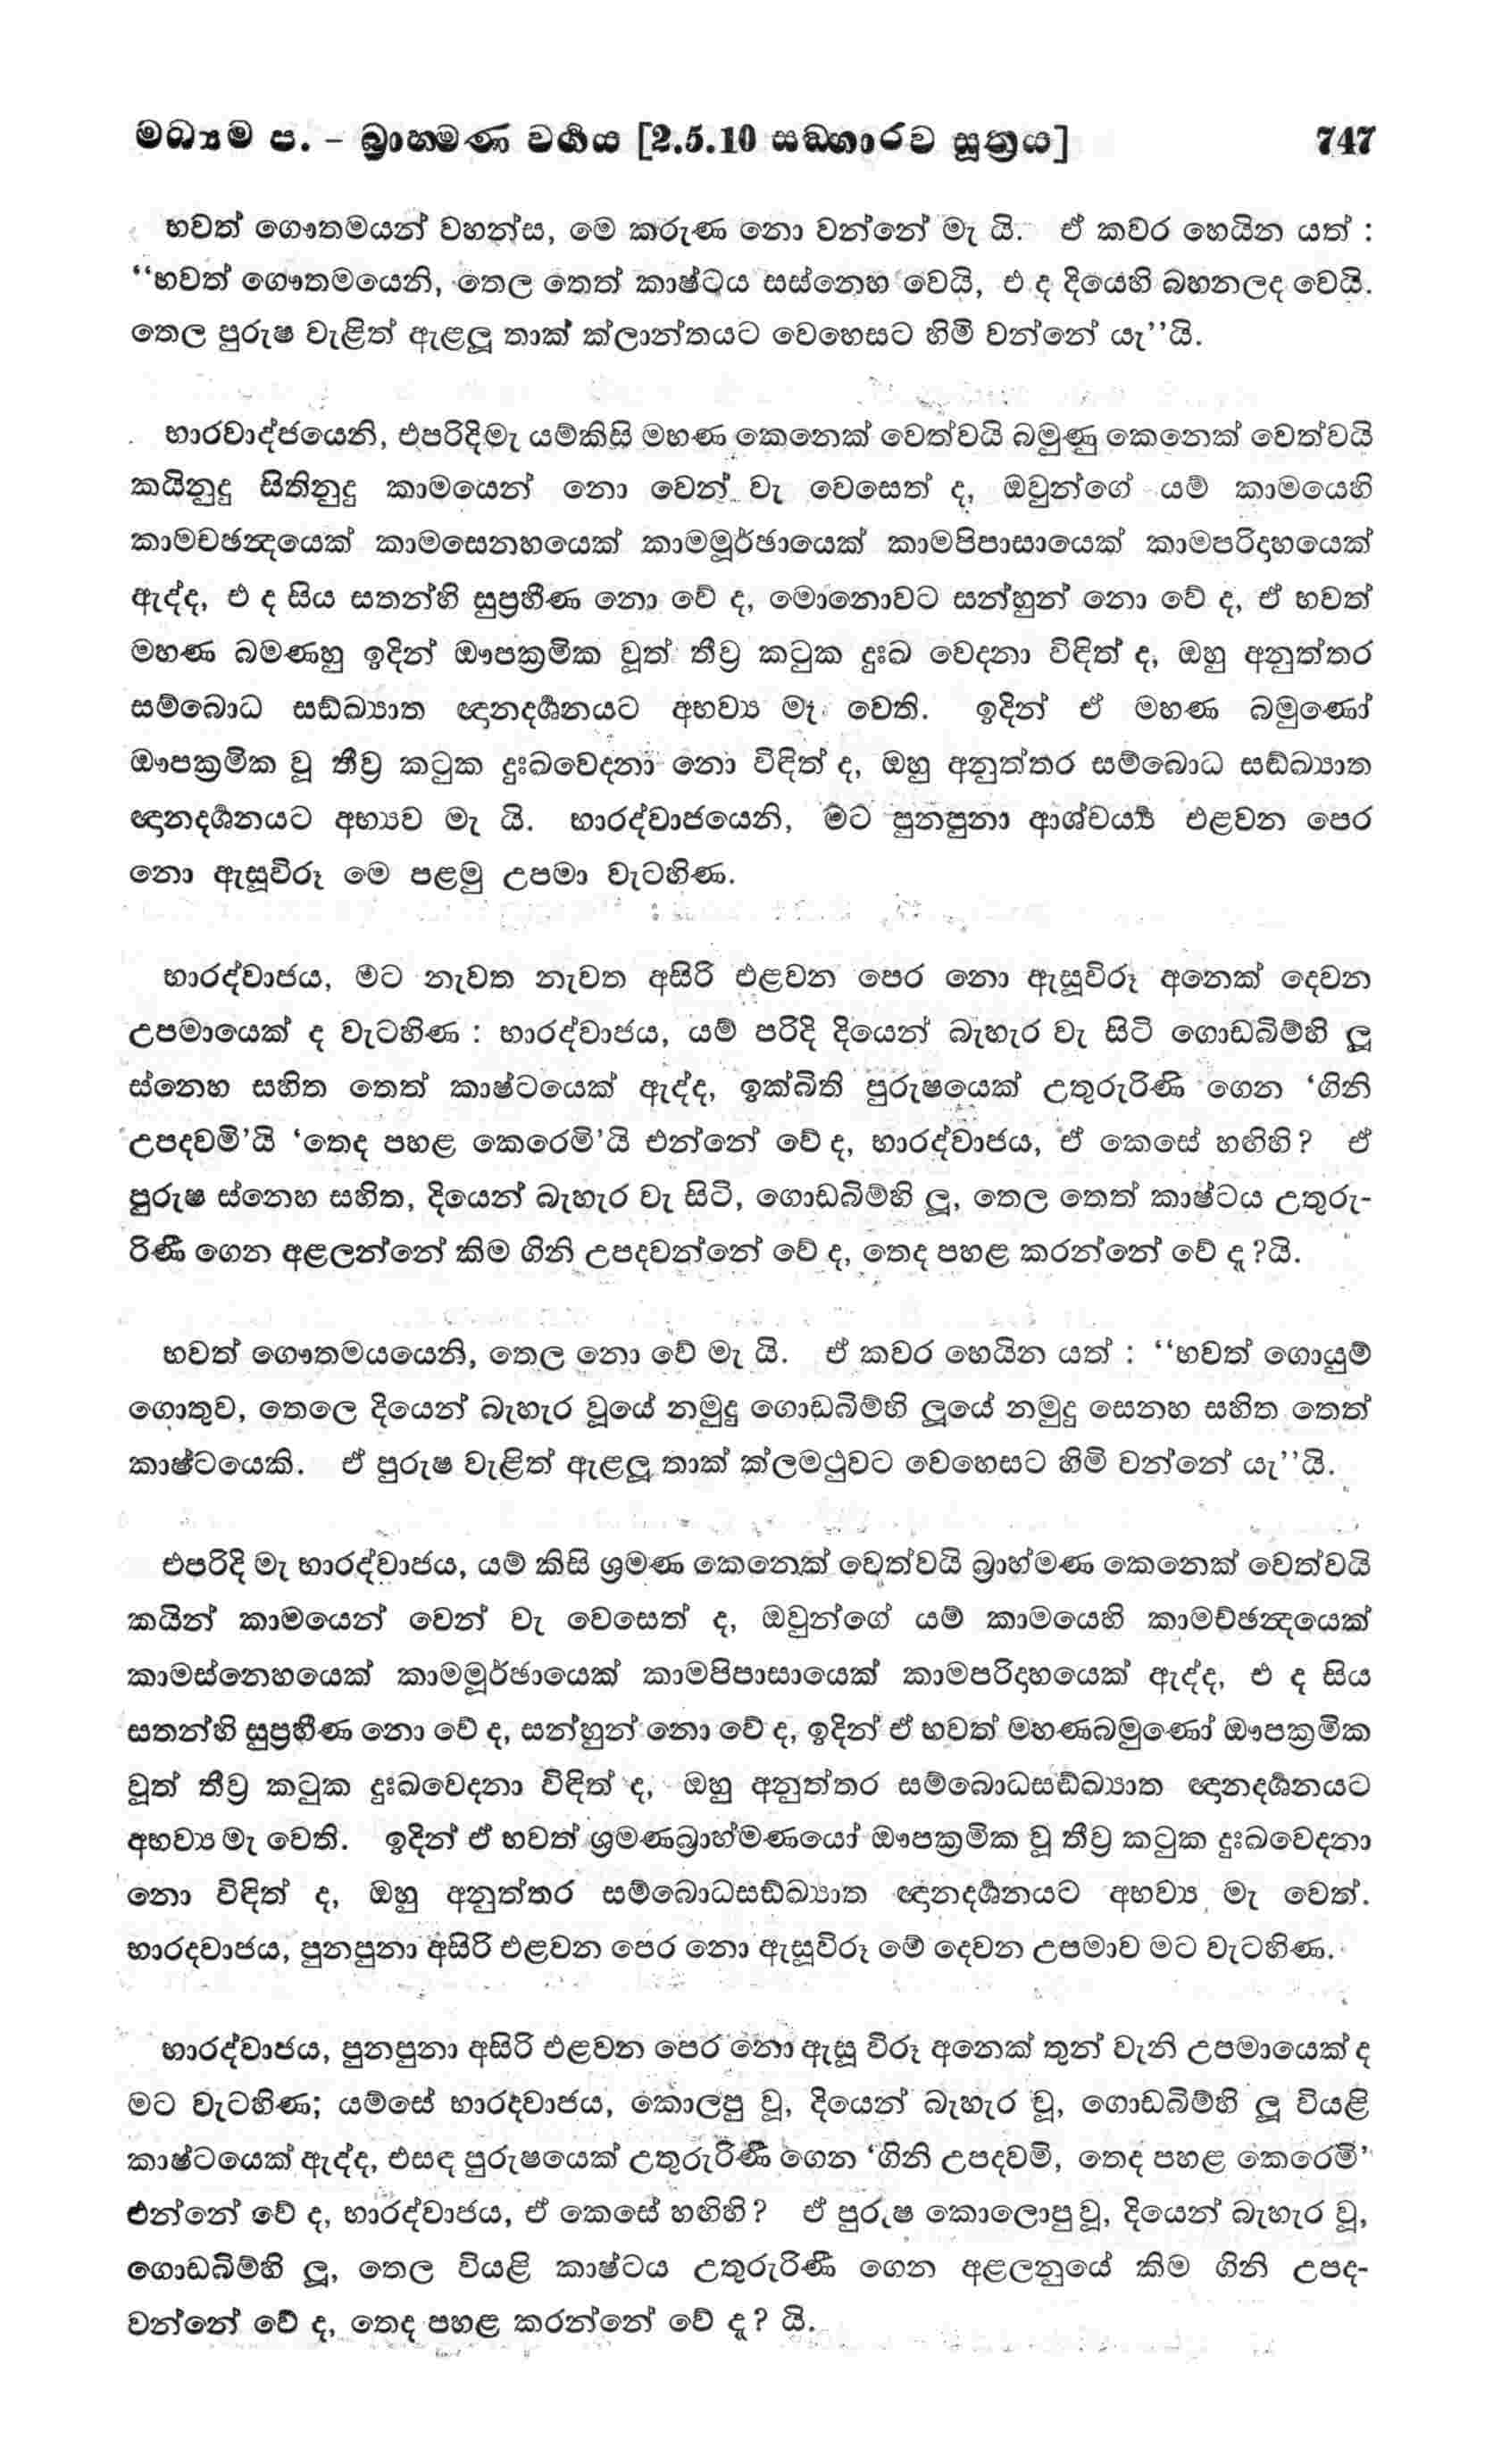 මධ්‍යම ප. – බ්‍රාහමණ වර්‍ගය [2.5.10 සඞ්ගාරව සූත්‍රය] 747
භවත් ගෞතමයන් වහන්ස, මෙ කරුණ නො වන්නේ මැ යි. ඒ කවර හෙයින යත් :
“භවත් ගෞතමයෙනි, තෙල තෙත් කාෂ්ටය සස්නෙහ වෙයි, එ ද දියෙහි බහනලද වෙයි.
තෙල පුරුෂ වැළිත් ඇළලූ තාක් ක්ලාන්තයට වෙහෙසට හිමි වන්නේ යැ”යි.
භාරවාද්ජයෙනි, එපරිදිමැ යම්කිසි මහණ කෙනෙක් වෙත්වයි බමුණු කෙනෙක් වෙත්වයි
කයිනුදු සිතිනුදු කාමයෙන් නො වෙන් වැ වෙසෙත් ද, ඔවුන්ගේ යම් කාමයෙහි
කාමච්ඡන්‍දයෙක් කාමසෙනහයෙක් කාමමූර්ඡායෙක් කාමපිපාසායෙක් කාමපරිදාහයෙක්
ඇද්ද, එ ද සිය සතන්හි සුප්‍රහීණ නො වේ ද, මොනොවට සන්හුන් නො වේ ද, ඒ භවත්
මහණ බමණහු ඉදින් ඖපක්‍රමික වූත් තීව්‍ර කටුක දුඃඛ වෙදනා විඳිත් ද, ඔහු අනුත්තර
සම්බොධ සඞ්ඛ්‍යාත ඥානදර්‍ශනයට අභව්‍ය මැ වෙති. ඉදින් ඒ මහණ බමුණෝ
ඖපක්‍රමික වූ තීව්‍ර කටුක දුඃඛවෙදනා නො විඳිත් ද, ඔහු අනුත්තර සම්බොධ සඞ්ඛ්‍යාත
ඥානදර්‍ශනයට අභ්‍යව මැ යි. භාරද්වාජයෙනි, මට පුනපුනා ආශ්චර්‍ය්‍ය එළවන පෙර
නො ඇසූවිරූ මෙ පළමු උපමා වැටහිණ.
භාරද්වාජය, මට නැවත නැවත අසිරි එළවන පෙර නො ඇසූවිරූ අනෙක් දෙවන
උපමායෙක් ද වැටහිණ : භාරද්වාජය, යම් පරිදි දියෙන් බැහැර වැ සිටි ගොඩබිම්හි ලූ
ස්නෙහ සහිත තෙත් කාෂ්ටයෙක් ඇද්ද, ඉක්බිති පුරුෂයෙක් උතුරුරිණි ගෙන ‘ගිනි
උපදවමි’යි ‘තෙද පහළ කෙරෙමි’යි එන්නේ වේ ද, භාරද්වාජය, ඒ කෙසේ හඟිහි? ඒ
පුරුෂ ස්නෙහ සහිත, දියෙන් බැහැර වැ සිටි, ගොඩබිම්හි ලූ, තෙල තෙත් කාෂ්ටය උතුරු-
රිණී ගෙන අළලන්නේ කිම ගිනි උපදවන්නේ වේ ද, තෙද පහළ කරන්නේ වේ දැ?යි.
භවත් ගෞතමයයෙනි, තෙල නො වේ මැ යි. ඒ කවර හෙයින යත් : “භවත් ගොයුම්
ගොතුව, තෙලෙ දියෙන් බැහැර වූයේ නමුදු ගොඩබිම්හි ලූයේ නමුදු සෙනහ සහිත තෙත්
කාෂ්ටයෙකි. ඒ පුරුෂ වැළිත් ඇළලූ තාක් ක්ලමථුවට වෙහෙසට හිමි වන්නේ යැ”යි.
එපරිදි මැ භාරද්වාජය, යම් කිසි ශ්‍රමණ කෙනෙක් වෙත්වයි බ්‍රාහ්මණ කෙනෙක් වෙත්වයි
කයින් කාමයෙන් වෙන් වැ වෙසෙත් ද, ඔවුන්ගේ යම් කාමයෙහි කාමච්ඡන්‍දයෙක්
කාමස්නෙහයෙක් කාමමූර්ඡායෙක් කාමපිපාසායෙක් කාමපරිදාහයෙක් ඇද්ද, එ ද සිය
සතන්හි සුප්‍රහීණ නො වේ ද, සන්හුන් නො වේ ද, ඉදින් ඒ භවත් මහණබමුණෝ ඖපක්‍රමික
වූත් තීව්‍ර කටුක දුඃඛවෙදනා විඳිත් ද, ඔහු අනුත්තර සම්බොධසඞ්ඛ්‍යාත ඥානදර්‍ශනයට
අභව්‍ය මැ වෙති. ඉදින් ඒ භවත් ශ්‍රමණබ්‍රාහ්මණයෝ ඖපක්‍රමික වූ තීව්‍ර කටුක දුඃඛවෙදනා
නො විඳිත් ද, ඔහු අනුත්තර සම්බොධසඞ්ඛ්‍යාත ඥානදර්‍ශනයට අභව්‍ය මැ වෙත්.
භාරද්වාජය, පුනපුනා අසිරි එළවන පෙර නො ඇසූවිරූ මේ දෙවන උපමාව මට වැටහිණ.
භාරද්වාජය, පුනපුනා අසිරි එළවන පෙර නො ඇසූ විරූ අනෙක් තුන් වැනි උපමායෙක් ද
මට වැටහිණ; යම්සේ භාරද්වාජය, කොලපු වූ, දියෙන් බැහැර වූ, ගොඩබිම්හි ලූ වියළි
කාෂ්ටයෙක් ඇද්ද, එසඳ පුරුෂයෙක් උතුරුරිණී ගෙන ‘ගිනි උපදවමි, තෙද පහළ කෙරෙමි’
එන්නේ වේ ද, භාරද්වාජය, ඒ කෙසේ හඟිහි? ඒ පුරුෂ කොලොපු වූ, දියෙන් බැහැර වූ,
ගොඩබිම්හි ලූ, තෙල වියළි කාෂ්ටය උතුරුරිණී ගෙන අළලනුයේ කිම ගිනි උපද-
වන්නේ වේ ද, තෙද පහළ කරන්නේ වේ දැ? යි.